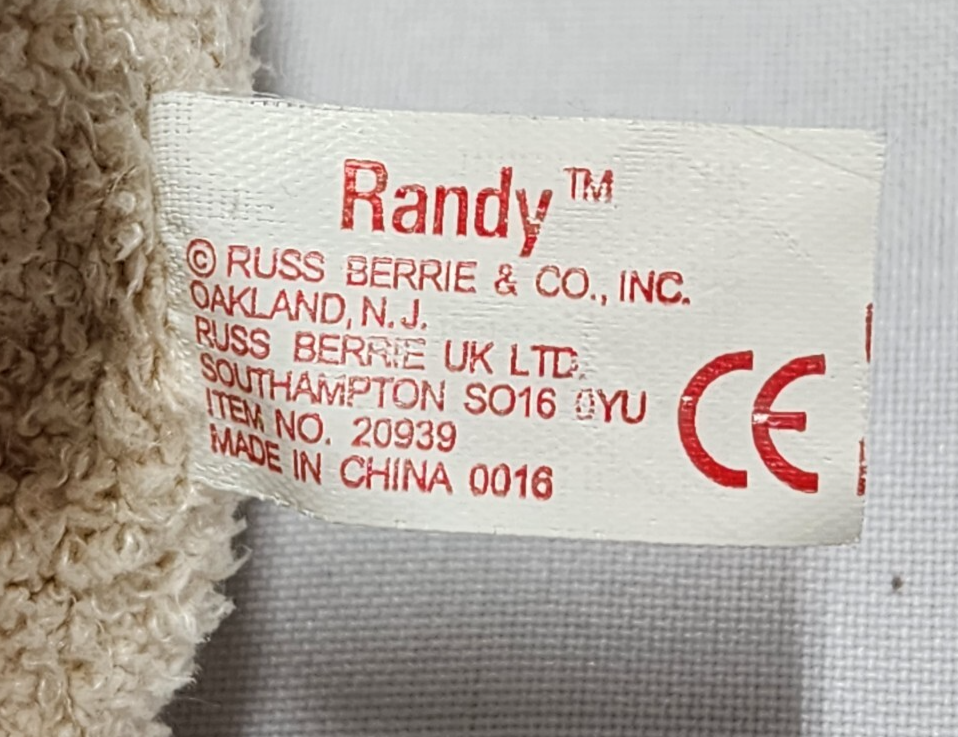 Randy™
© RUSS BERRIE & CO., INC.
OAKLAND, N.J.
RUSS BERRIE UK LTD.
SOUTHAMPTON SO16 0YU
ITEM NO. 20939
MADE IN CHINA 0016
CE